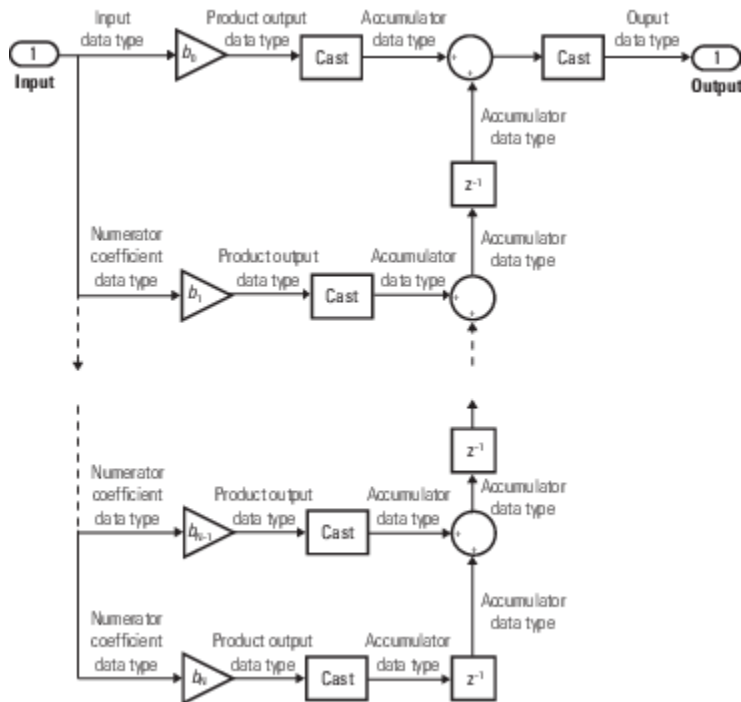 Input
data type
Product output
data type
Accumulator
data type
Ouput
data type
1
Input
b₀
Cast
+
+
Cast
1
Output
Accumulator
data type
z⁻¹
Numerator
coefficient
data type
Product output
data type
Accumulator
data type
Accumulator
data type
b₁
Cast
+
+
z⁻¹
Numerator
coefficient
data type
Product output
data type
Accumulator
data type
Accumulator
data type
b_N-1
Cast
+
+
Numerator
coefficient
data type
Product output
data type
Accumulator
data type
Accumulator
data type
b_N
Cast
z⁻¹